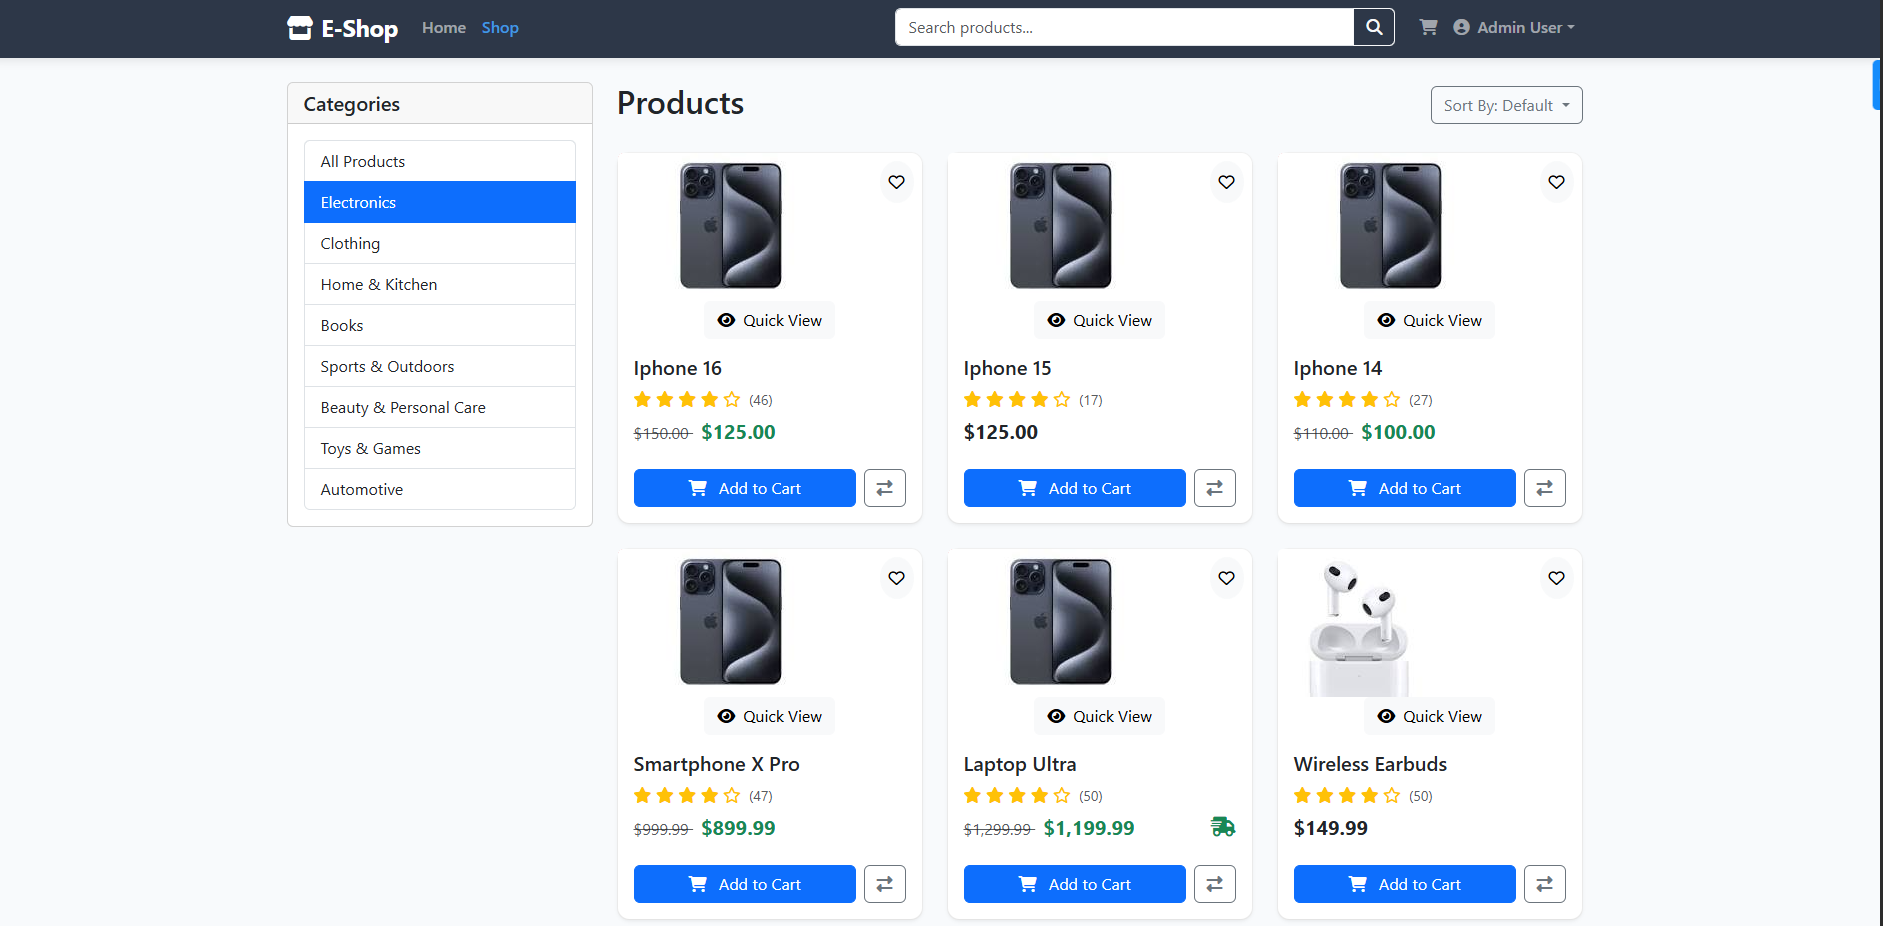 E-Shop Home Shop Search products... Admin User
Categories
All Products
Electronics
Clothing
Home & Kitchen
Books
Sports & Outdoors
Beauty & Personal Care
Toys & Games
Automotive
Products
Sort By: Default
Quick View
Iphone 16
(46)
$150.00 $125.00
Add to Cart
Quick View
Iphone 15
(17)
$125.00
Add to Cart
Quick View
Iphone 14
(27)
$110.00 $100.00
Add to Cart
Quick View
Smartphone X Pro
(47)
$999.99 $899.99
Add to Cart
Quick View
Laptop Ultra
(50)
$1,299.99 $1,199.99
Add to Cart
Quick View
Wireless Earbuds
(50)
$149.99
Add to Cart